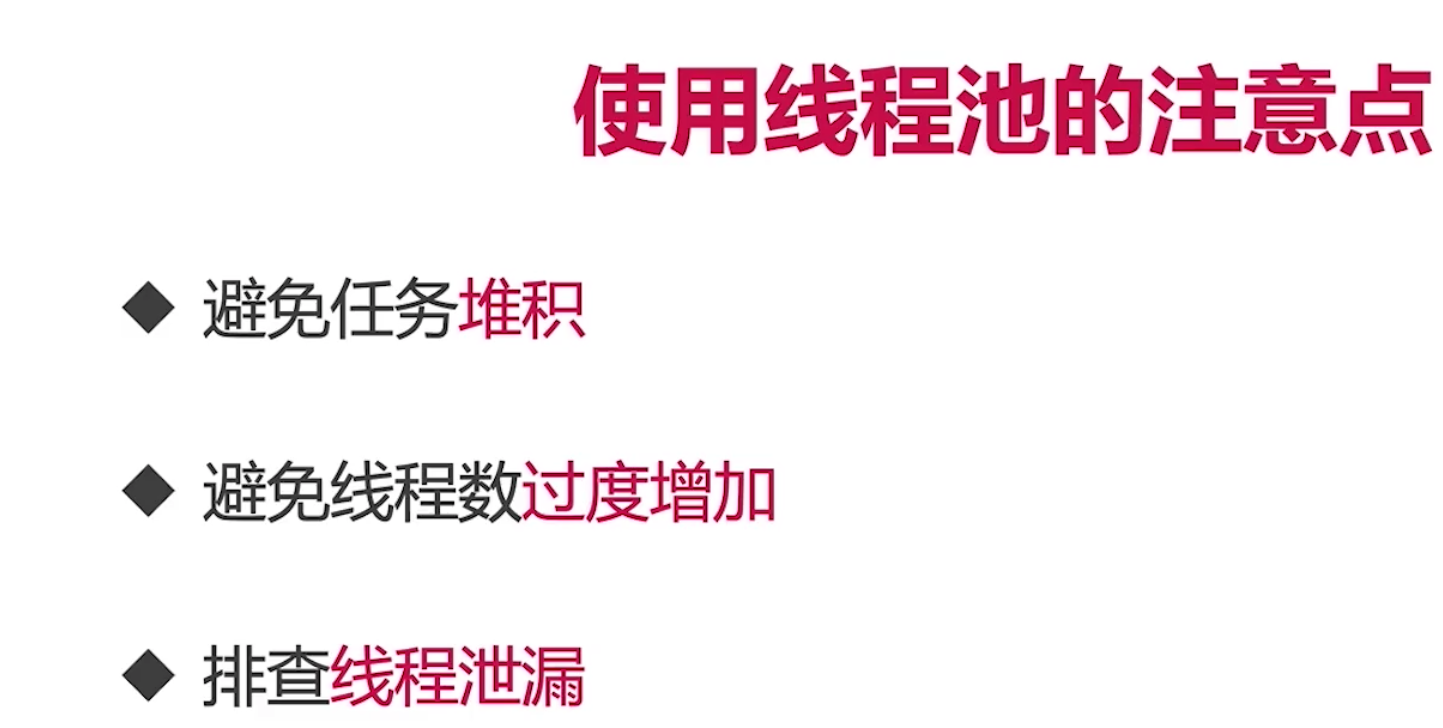 使用线程池的注意点
避免任务堆积
避免线程数过度增加
排查线程泄漏